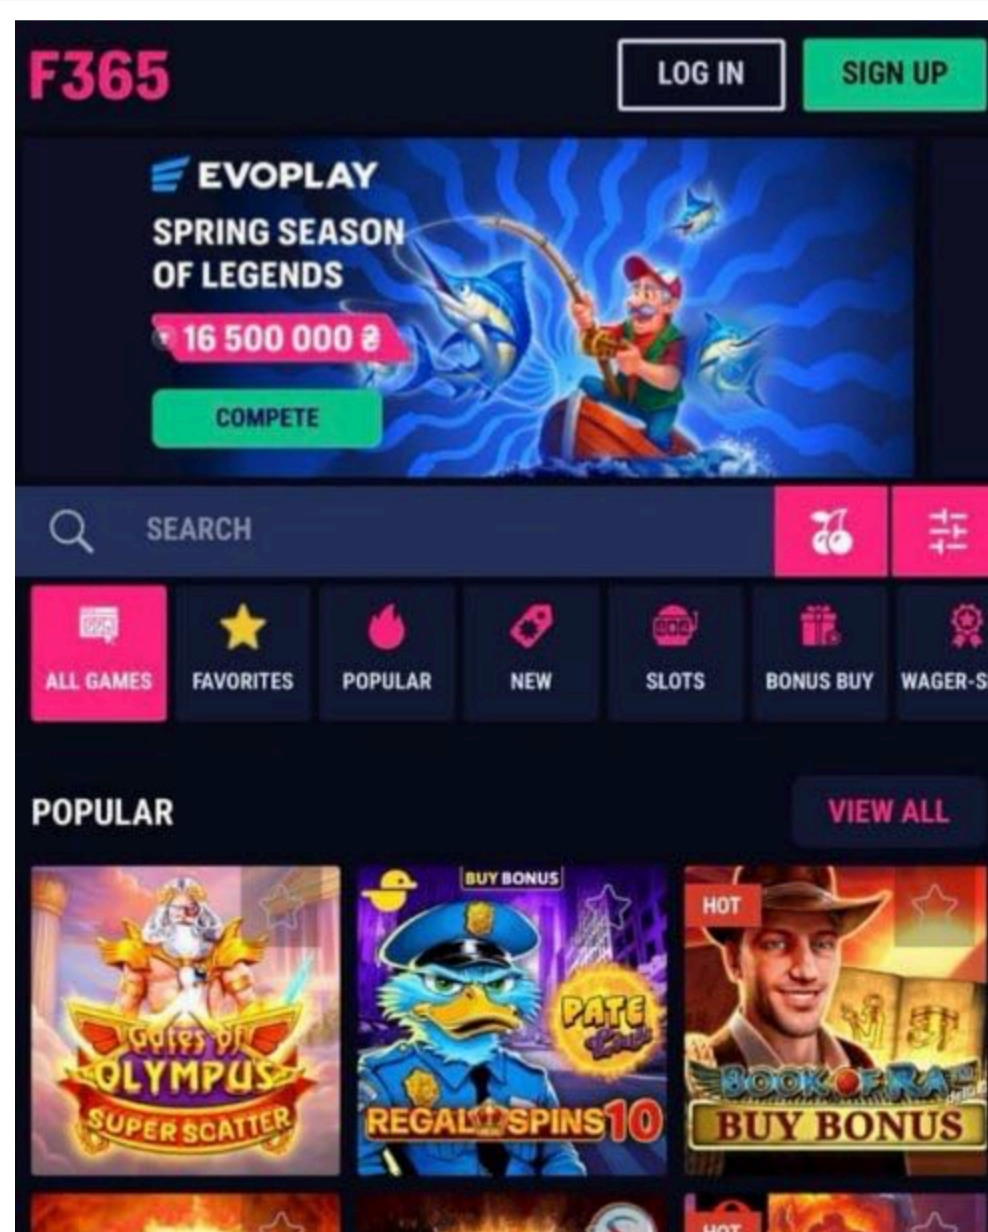 F365
LOG IN
SIGN UP
EVOPLAY
SPRING SEASON
OF LEGENDS
16 500 000 ₴
COMPETE
SEARCH
ALL GAMES
FAVORITES
POPULAR
NEW
SLOTS
BONUS BUY
WAGER-S
POPULAR
VIEW ALL
Gates of
OLYMPUS
SUPER SCATTER
BUY BONUS
PATE
REGAL SPINS 10
HOT
BOOK OF RA
BUY BONUS
HOT